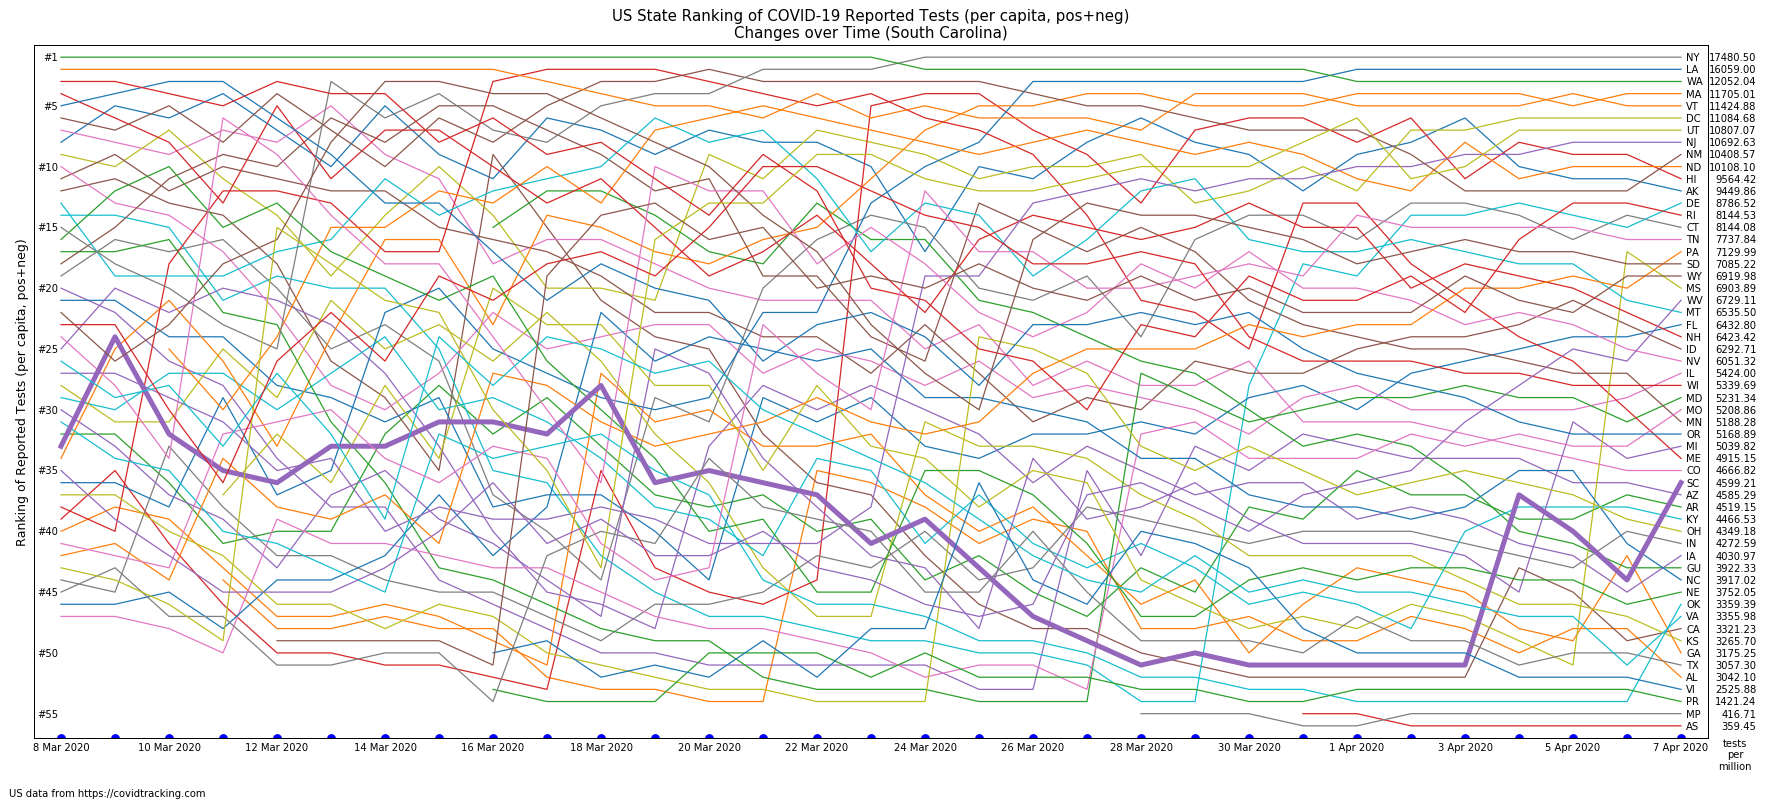 US State Ranking of COVID-19 Reported Tests (per capita, pos+neg)
Changes over Time (South Carolina)
Ranking of Reported Tests (per capita, pos+neg)
#1
#5
#10
#15
#20
#25
#30
#35
#40
#45
#50
#55
NY 17480.50
LA 16059.00
WA 12052.04
MA 11705.01
VT 11424.88
DC 11084.68
UT 10807.07
NJ 10692.63
NM 10408.57
ND 10108.10
HI 9564.42
AK 9449.86
DE 8786.52
RI 8144.53
CT 8144.08
TN 7737.84
PA 7129.99
SD 7085.22
WY 6919.98
MS 6903.89
WV 6729.11
MT 6535.50
FL 6432.80
NH 6423.42
ID 6292.71
NV 6051.32
IL 5424.00
WI 5339.69
MD 5231.34
MO 5208.86
MN 5188.28
OR 5168.89
MI 5039.82
ME 4915.15
CO 4666.82
SC 4599.21
AZ 4585.29
AR 4519.15
KY 4466.53
OH 4349.18
IN 4272.59
IA 4030.97
GU 3922.33
NC 3917.02
NE 3752.05
OK 3359.39
VA 3355.98
CA 3321.23
KS 3265.70
GA 3175.25
TX 3057.30
AL 3042.10
VI 2525.88
PR 1421.24
MP 416.71
AS 359.45
8 Mar 2020 10 Mar 2020 12 Mar 2020 14 Mar 2020 16 Mar 2020 18 Mar 2020 20 Mar 2020 22 Mar 2020 24 Mar 2020 26 Mar 2020 28 Mar 2020 30 Mar 2020 1 Apr 2020 3 Apr 2020 5 Apr 2020 7 Apr 2020
tests
per
million
US data from https://covidtracking.com